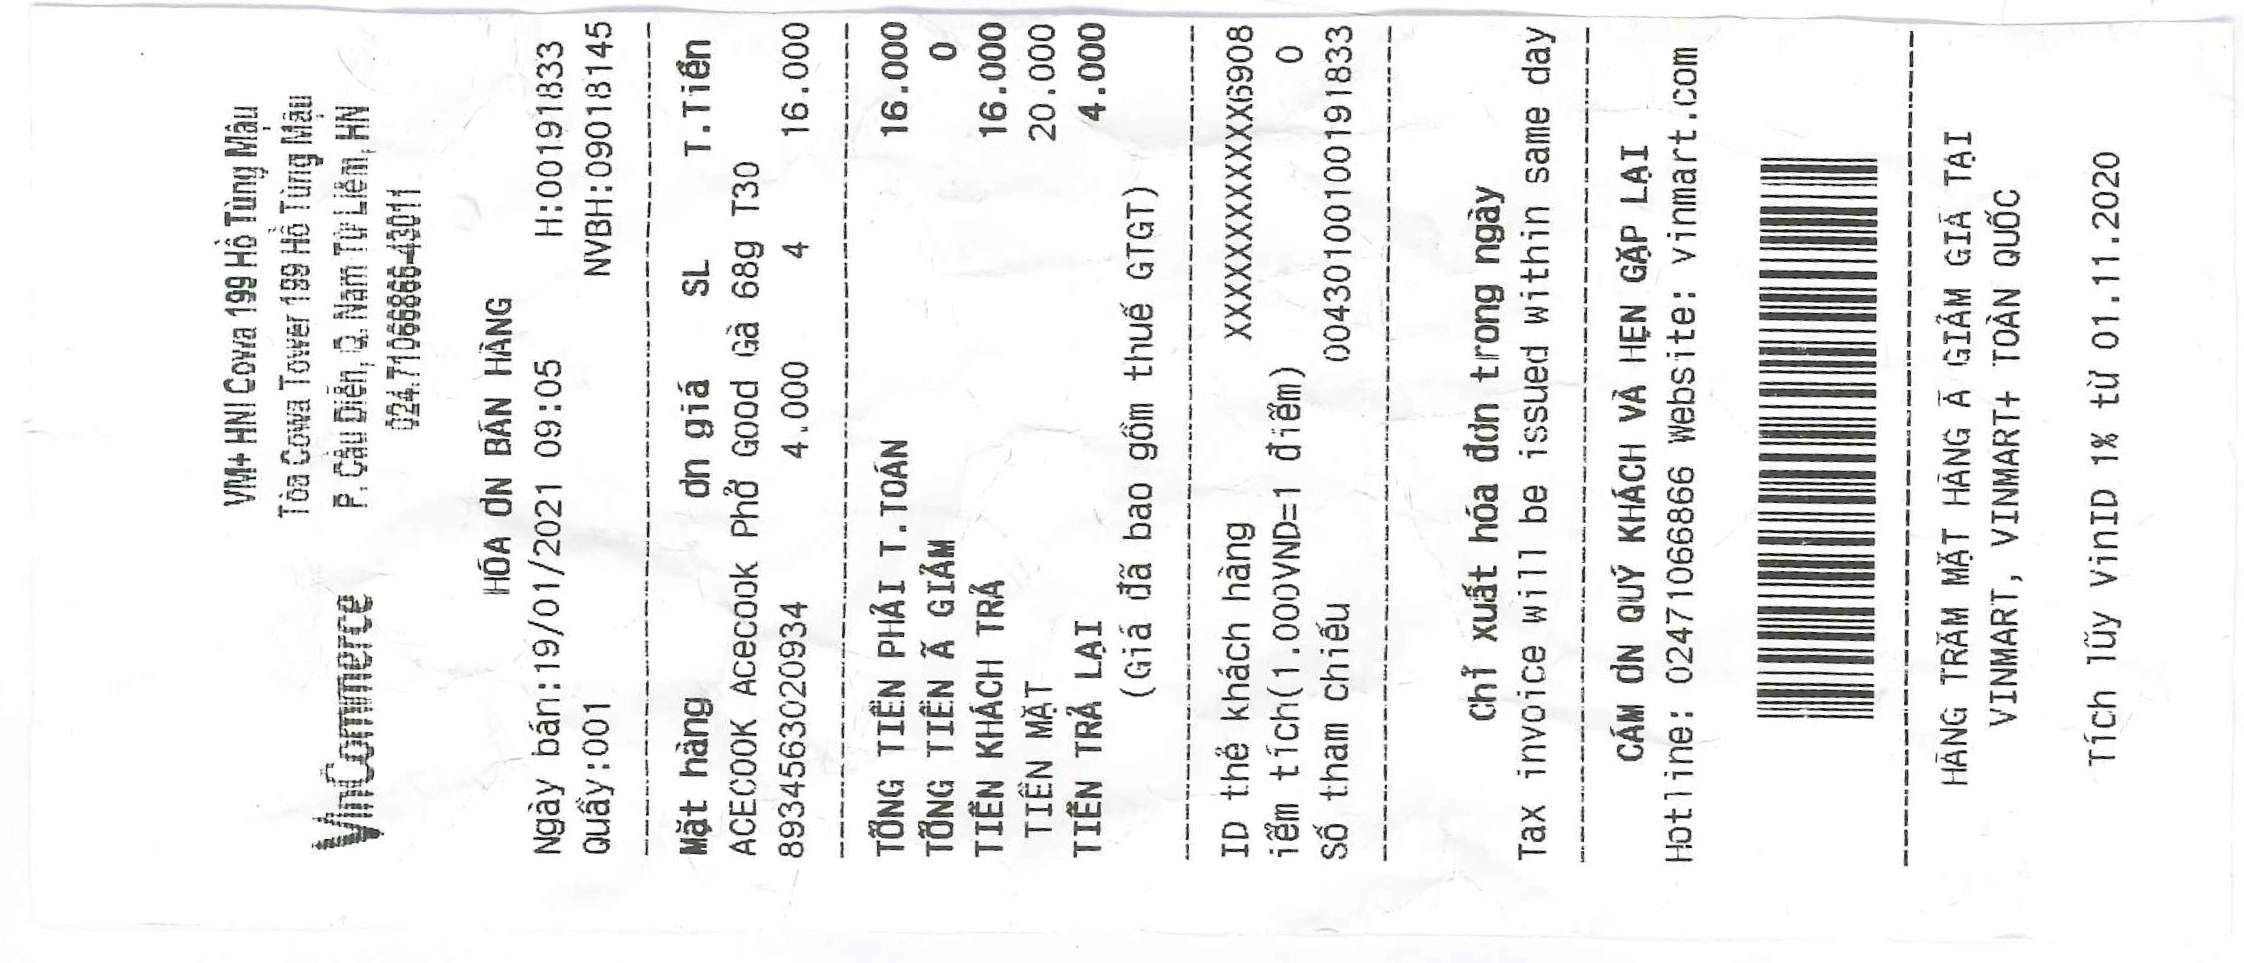 VinCommerce
VM+ HNI Cowa 199 Hồ Tùng Mậu
Tòa Cowa Tower 199 Hồ Tùng Mậu
P. Cầu Diễn, Q. Nam Từ Liêm, HN
024.71066866-43011
HÓA ƠN BÁN HÀNG
Ngày bán:19/01/2021 09:05 H:00191833
Quầy:001 NVBH:09018145
Mặt hàng ơn giá SL T.Tiền
ACECOOK Acecook Phở Good Gà 68g T30
8934563020934 4.000 4 16.000
TỔNG TIỀN PHẢI T.TOÁN 16.000
TỔNG TIỀN Ã GIẢM 0
TIỀN KHÁCH TRẢ 16.000
TIỀN MẶT 20.000
TIỀN TRẢ LẠI 4.000
(Giá đã bao gồm thuế GTGT)
ID thẻ khách hàng XXXXXXXXXXXX6908
iểm tích(1.000VND=1 điểm) 0
Số tham chiếu 00430100100191833
Chỉ xuất hóa đơn trong ngày
Tax invoice will be issued within same day
CÁM ƠN QUÝ KHÁCH VÀ HẸN GẶP LẠI
Hotline: 02471066866 Website: vinmart.com
HÀNG TRĂM MẶT HÀNG Ã GIẢM GIÁ TẠI
VINMART, VINMART+ TOÀN QUỐC
Tích lũy VinID 1% từ 01.11.2020